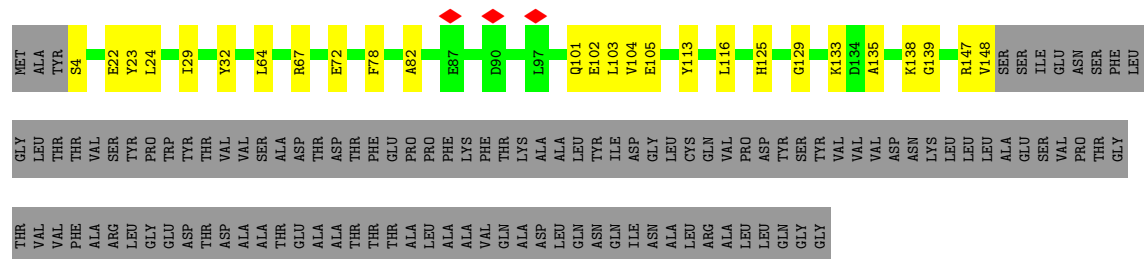 MET ALA TYR S4 E22 Y23 L24 I29 Y32 L64 R67 E72 F78 A82 E87 D90 L97 Q101 E102 L103 V104 E105 Y113 L116 H125 G129 K133 D134 A135 K138 G139 R147 V148 SER SER ILE GLU ASN SER PHE LEU
GLY LEU THR THR VAL SER TYR PRO TRP TYR THR VAL VAL SER ALA ASP THR ASP THR PHE GLU PRO PRO PHE LYS PHE THR LYS ALA ALA LEU TYR ILE ASP GLY LEU CYS GLN VAL PRO ASP TYR SER TYR VAL VAL VAL ASP ASN LYS LEU LEU LEU ALA GLU SER VAL PRO THR GLY
THR VAL VAL PHE ALA ARG LEU GLY GLU ASP THR ASP ALA ALA THR GLU ALA ALA THR THR THR ALA LEU ALA ALA VAL GLN ALA ASP LEU GLN ASN GLN ILE ASN ALA LEU ARG ALA LEU LEU GLN GLY GLY